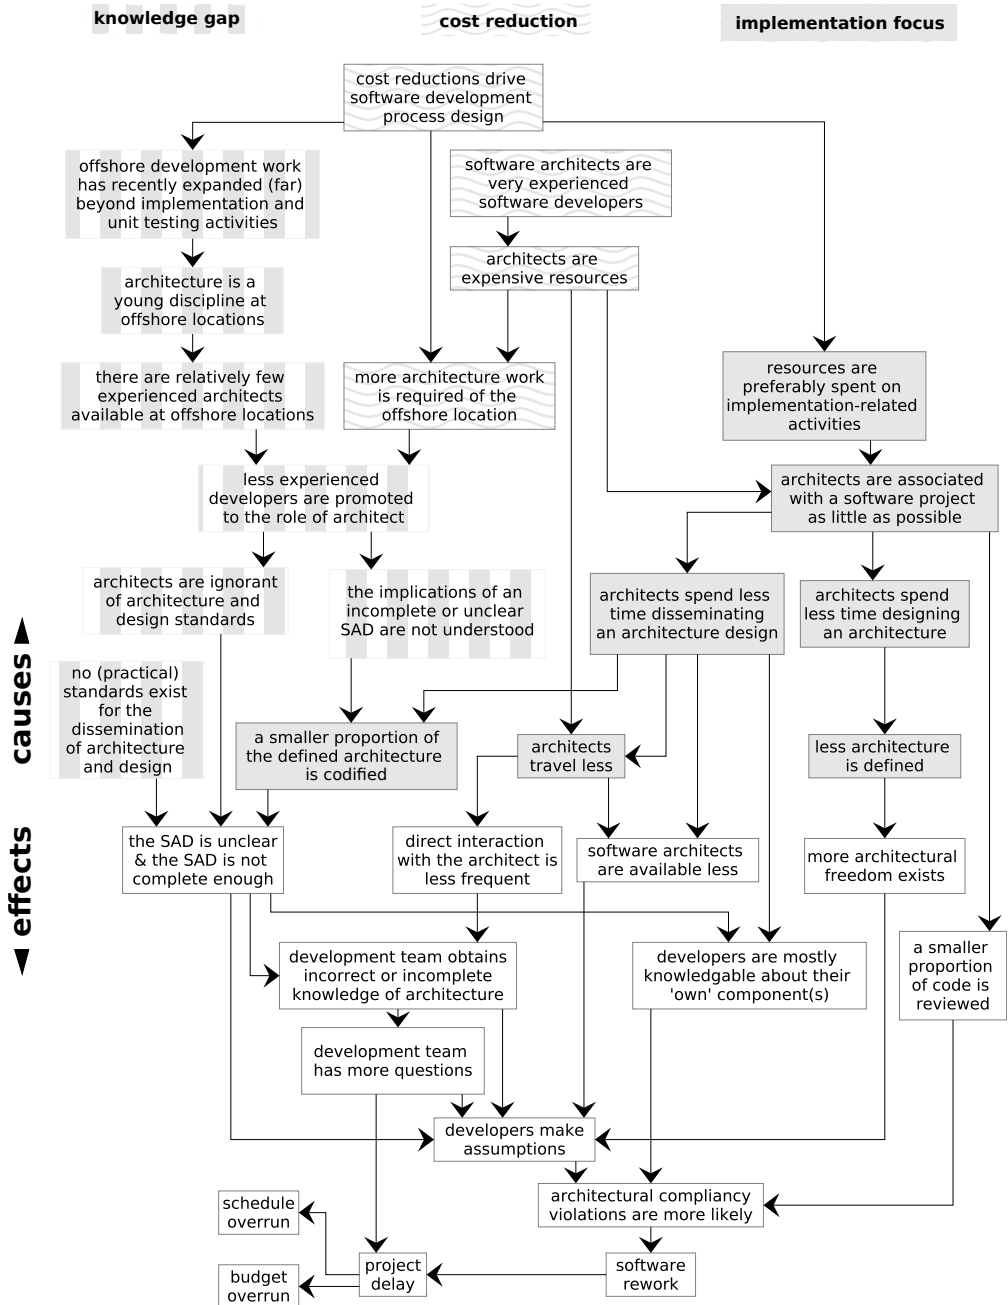 knowledge gap
cost reduction
implementation focus
cost reductions drive
software development
process design
offshore development work
has recently expanded (far)
beyond implementation and
unit testing activities
software architects are
very experienced
software developers
architects are
expensive resources
architecture is a
young discipline at
offshore locations
there are relatively few
experienced architects
available at offshore locations
more architecture work
is required of the
offshore location
resources are
preferably spent on
implementation-related
activities
less experienced
developers are promoted
to the role of architect
architects are associated
with a software project
as little as possible
architects are ignorant
of architecture and
design standards
the implications of an
incomplete or unclear
SAD are not understood
architects spend less
time disseminating
an architecture design
architects spend
less time designing
an architecture
causes
no (practical)
standards exist
for the
dissemination
of architecture
and design
a smaller proportion of
the defined architecture
is codified
architects
travel less
less architecture
is defined
effects
the SAD is unclear
& the SAD is not
complete enough
direct interaction
with the architect is
less frequent
software architects
are available less
more architectural
freedom exists
development team obtains
incorrect or incomplete
knowledge of architecture
developers are mostly
knowledgable about their
'own' component(s)
a smaller
proportion
of code is
reviewed
development team
has more questions
developers make
assumptions
architectural compliancy
violations are more likely
schedule
overrun
project
delay
software
rework
budget
overrun